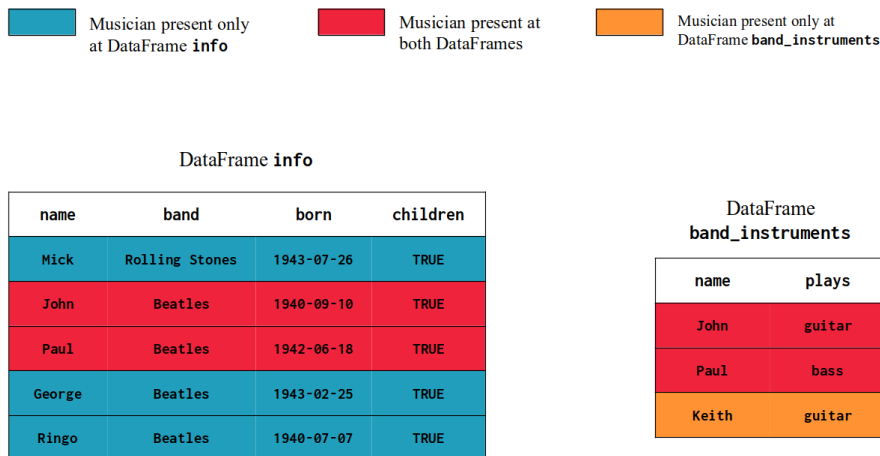 Musician present only
at DataFrame info
Musician present at
both DataFrames
Musician present only at
DataFrame band_instruments
DataFrame info
name band born children
Mick Rolling Stones 1943-07-26 TRUE
John Beatles 1940-09-10 TRUE
Paul Beatles 1942-06-18 TRUE
George Beatles 1943-02-25 TRUE
Ringo Beatles 1940-07-07 TRUE
DataFrame
band_instruments
name plays
John guitar
Paul bass
Keith guitar